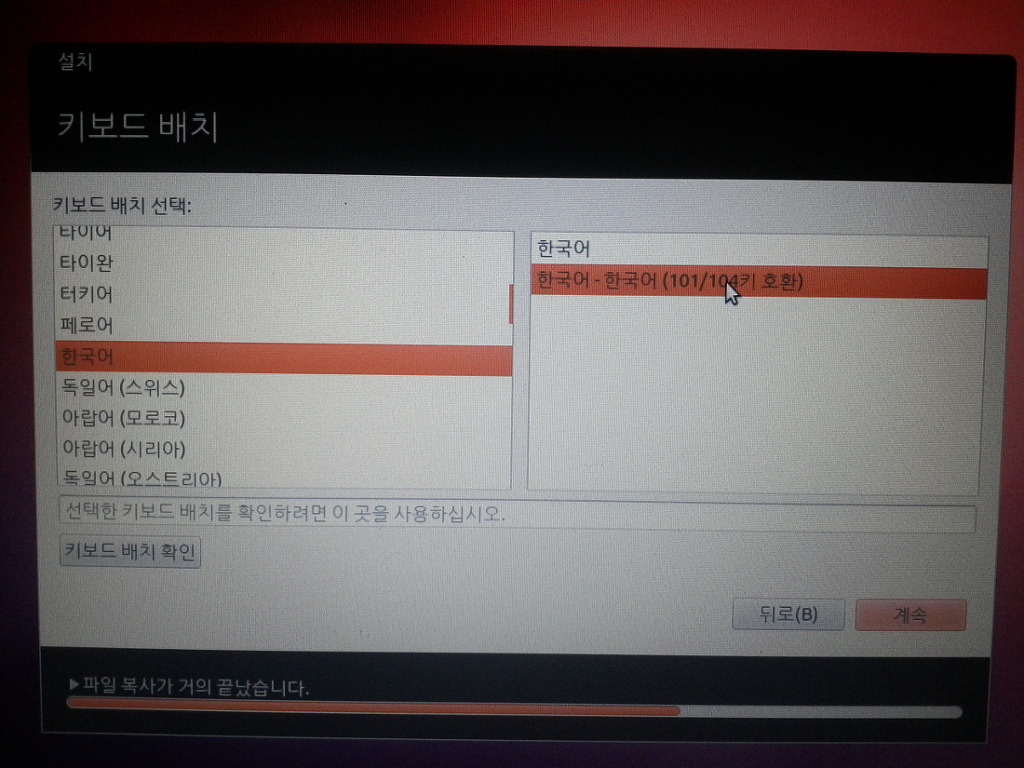 설치
키보드 배치
키보드 배치 선택:
타이어
타이완
터키어
페로어
한국어
독일어 (스위스)
아랍어 (모로코)
아랍어 (시리아)
독일어 (오스트리아)
한국어
한국어 - 한국어 (101/104키 호환)
선택한 키보드 배치를 확인하려면 이 곳을 사용하십시오.
키보드 배치 확인
뒤로(B)
계속
▶파일 복사가 거의 끝났습니다.